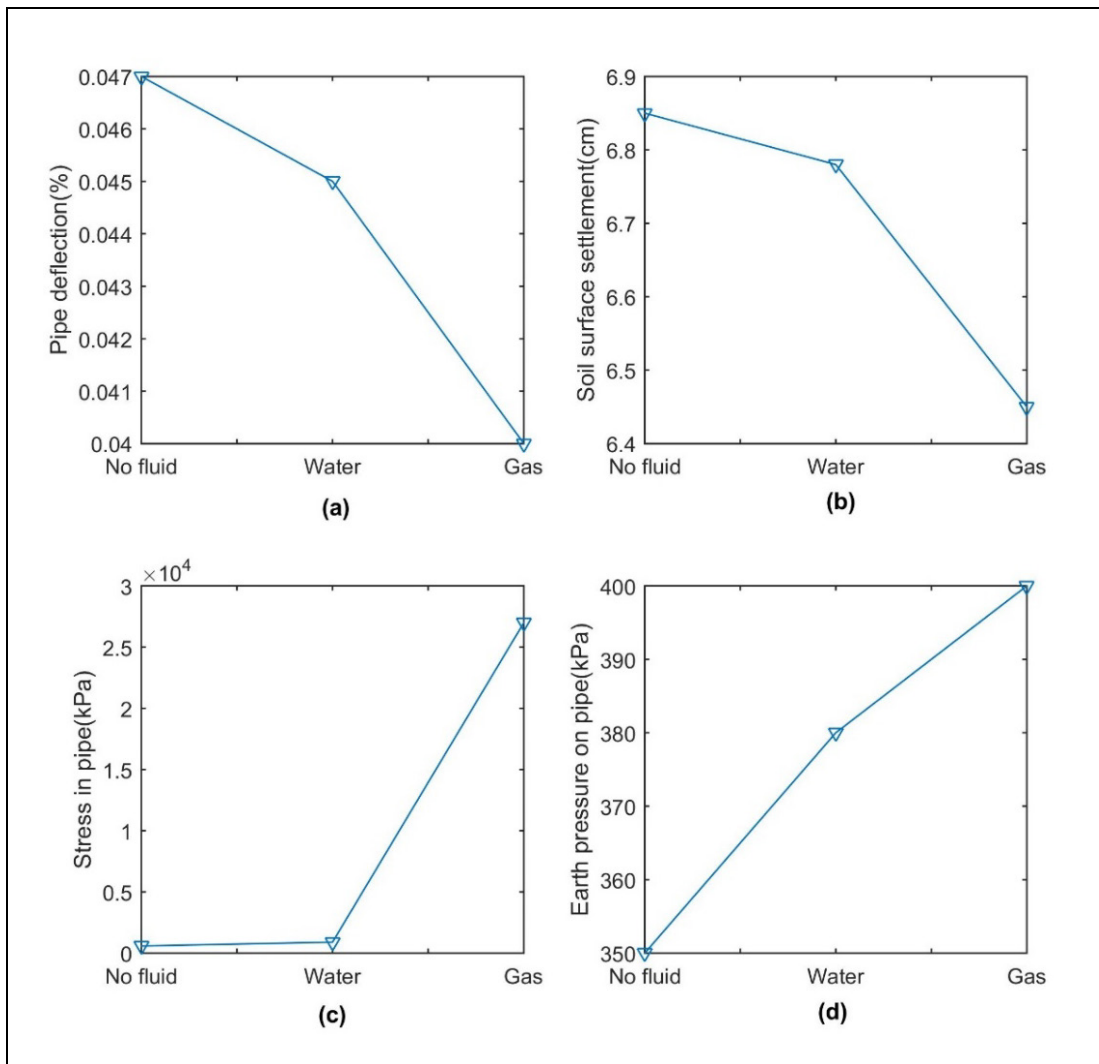 Pipe deflection(%)
0.047
0.046
0.045
0.044
0.043
0.042
0.041
0.04
No fluid Water Gas
(a)
Soil surface settlement(cm)
6.9
6.8
6.7
6.6
6.5
6.4
No fluid Water Gas
(b)
Stress in pipe(kPa)
×10⁴
3
2.5
2
1.5
1
0.5
0
No fluid Water Gas
(c)
Earth pressure on pipe(kPa)
400
390
380
370
360
350
No fluid Water Gas
(d)